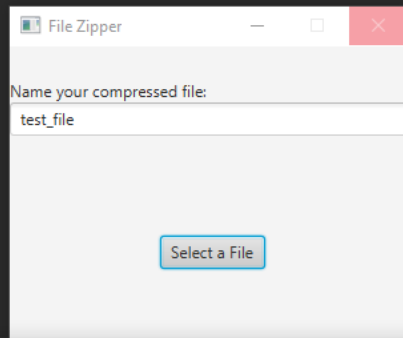 File Zipper
Name your compressed file:
test_file
Select a File